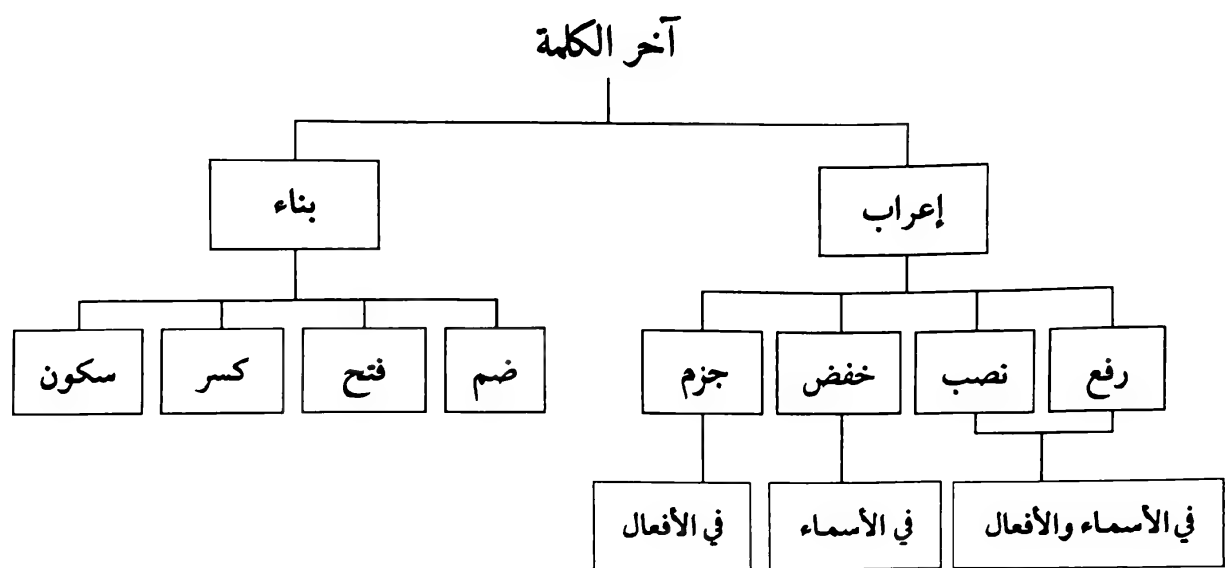 آخر الكلمة
إعراب
بناء
رفع
نصب
خفض
جزم
ضم
فتح
كسر
سكون
في الأسماء والأفعال
في الأسماء
في الأفعال